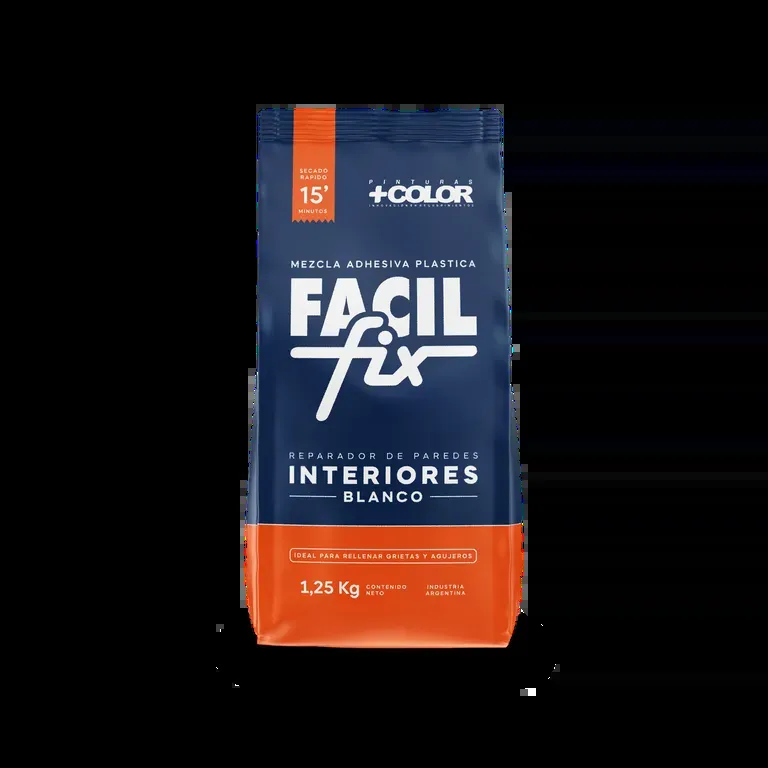 SECADO
RAPIDO
15'
MINUTOS
PINTURAS
+COLOR
MEZCLA ADHESIVA PLASTICA
FACIL
fix
REPARADOR DE PAREDES
INTERIORES
BLANCO
IDEAL PARA RELLENAR GRIETAS Y AGUJEROS
1,25 Kg
CONTENIDO
NETO
INDUSTRIA
ARGENTINA